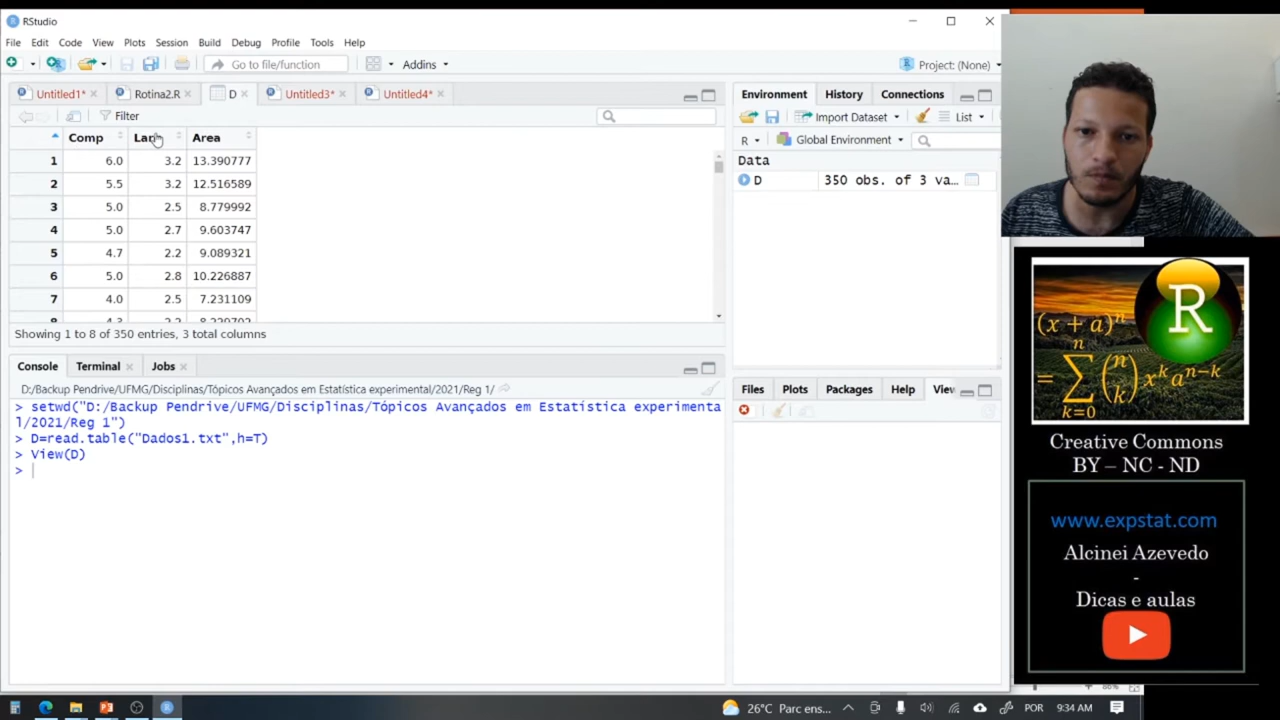 RStudio
File Edit Code View Plots Session Build Debug Profile Tools Help
Go to file/function Addins Project: (None)
Untitled1* Rotina2.R D Untitled3* Untitled4*
Filter
Comp Area
1 6.0 3.2 13.390777
2 5.5 3.2 12.516589
3 5.0 2.5 8.779992
4 5.0 2.7 9.603747
5 4.7 2.2 9.089321
6 5.0 2.8 10.226887
7 4.0 2.5 7.231109
Showing 1 to 8 of 350 entries, 3 total columns
Console Terminal Jobs
D:/Backup Pendrive/UFMG/Disciplinas/Tópicos Avançados em Estatística experimental/2021/Reg 1/
> setwd("D:/Backup Pendrive/UFMG/Disciplinas/Tópicos Avançados em Estatística experimenta
l/2021/Reg 1")
> D=read.table("Dados1.txt",h=T)
> View(D)
>
Environment History Connections
Import Dataset List
R Global Environment
Data
D 350 obs. of 3 va…
Files Plots Packages Help
R
(x + a)^n
= ∑ n k=0 (n k) x^k a^{n−k}
Creative Commons
BY – NC - ND
www.expstat.com
Alcinei Azevedo
-
Dicas e aulas
86%
26°C Parc ens... POR 9:34 AM